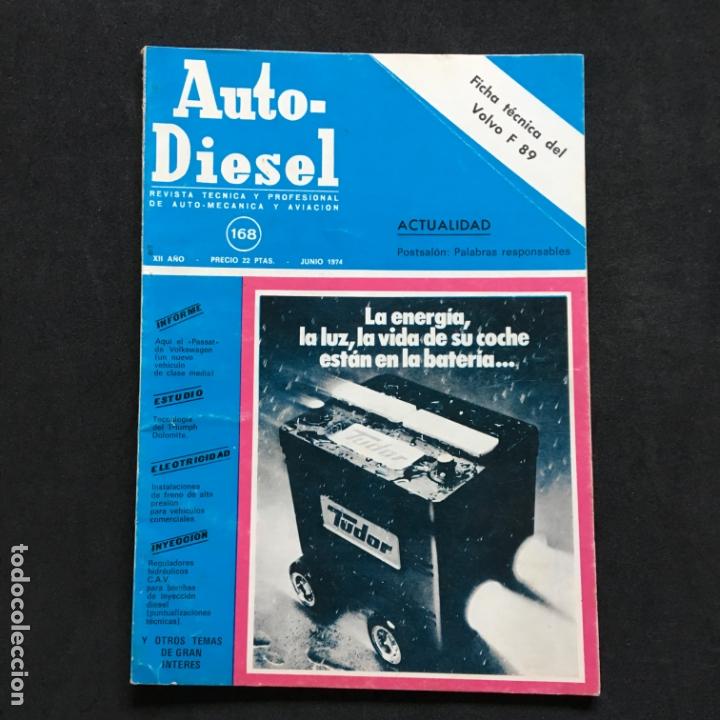 Auto-
Diesel
REVISTA TECNICA Y PROFESIONAL
DE AUTO-MECANICA Y AVIACION
168
XII AÑO - PRECIO 22 PTAS. - JUNIO 1974
Ficha técnica del
Volvo F 89
ACTUALIDAD
Postsalón: Palabras responsables
INFORME
Aquí el «Passat»
de Volkswagen
(un nuevo
vehículo
de clase media)
ESTUDIO
Tecnología
del Triumph
Dolomite.
ELECTRICIDAD
Instalaciones
de freno de alta
presión
para vehículos
comerciales.
INYECCION
Reguladores
hidráulicos
C.A.V.
para bombas
de inyección
diesel
(puntualizaciones
técnicas).
Y OTROS TEMAS
DE GRAN
INTERES
La energía,
la luz, la vida de su coche
están en la batería...
Tudor
Tudor
todocoleccion